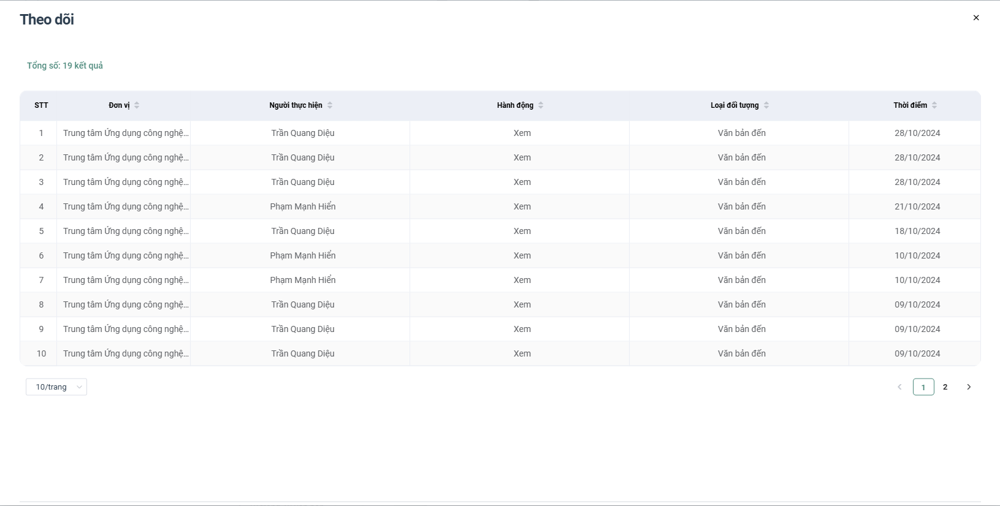 Theo dõi
Tổng số: 19 kết quả
STT Đơn vị Người thực hiện Hành động Loại đối tượng Thời điểm
1 Trung tâm Ứng dụng công nghệ... Trần Quang Diệu Xem Văn bản đến 28/10/2024
2 Trung tâm Ứng dụng công nghệ... Trần Quang Diệu Xem Văn bản đến 28/10/2024
3 Trung tâm Ứng dụng công nghệ... Trần Quang Diệu Xem Văn bản đến 28/10/2024
4 Trung tâm Ứng dụng công nghệ... Phạm Mạnh Hiển Xem Văn bản đến 21/10/2024
5 Trung tâm Ứng dụng công nghệ... Trần Quang Diệu Xem Văn bản đến 18/10/2024
6 Trung tâm Ứng dụng công nghệ... Phạm Mạnh Hiển Xem Văn bản đến 10/10/2024
7 Trung tâm Ứng dụng công nghệ... Phạm Mạnh Hiển Xem Văn bản đến 10/10/2024
8 Trung tâm Ứng dụng công nghệ... Trần Quang Diệu Xem Văn bản đến 09/10/2024
9 Trung tâm Ứng dụng công nghệ... Trần Quang Diệu Xem Văn bản đến 09/10/2024
10 Trung tâm Ứng dụng công nghệ... Trần Quang Diệu Xem Văn bản đến 09/10/2024
10/trang 1 2